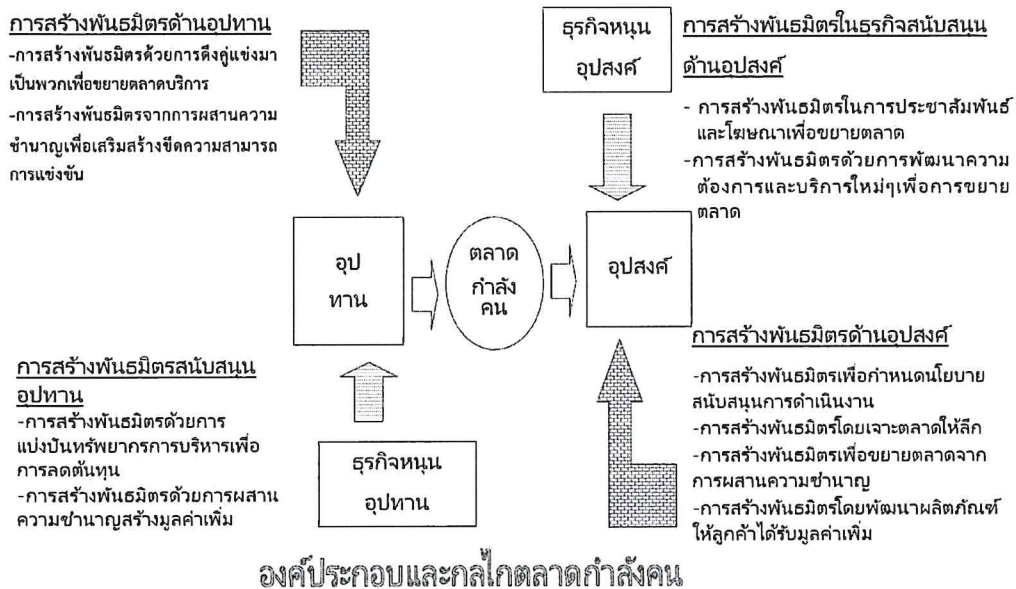 การสร้างพันธมิตรด้านอุปทาน
-การสร้างพันธมิตรด้วยการดึงคู่แข่งมา
เป็นพวกเพื่อขยายตลาดบริการ
-การสร้างพันธมิตรจากการผสานความ
ชำนาญเพื่อเสริมสร้างขีดความสามารถ
การแข่งขัน
ธุรกิจหนุน
อุปสงค์
การสร้างพันธมิตรในธุรกิจสนับสนุน
ด้านอุปสงค์
- การสร้างพันธมิตรในการประชาสัมพันธ์
และโฆษณาเพื่อขยายตลาด
-การสร้างพันธมิตรด้วยการพัฒนาความ
ต้องการและบริการใหม่ๆเพื่อการขยาย
ตลาด
อุป
ทาน
ตลาด
กำลัง
คน
อุปสงค์
การสร้างพันธมิตรสนับสนุน
อุปทาน
-การสร้างพันธมิตรด้วยการ
แบ่งปันทรัพยากรการบริหารเพื่อ
การลดต้นทุน
-การสร้างพันธมิตรด้วยการผสาน
ความชำนาญสร้างมูลค่าเพิ่ม
ธุรกิจหนุน
อุปทาน
การสร้างพันธมิตรด้านอุปสงค์
-การสร้างพันธมิตรเพื่อกำหนดนโยบาย
สนับสนุนการดำเนินงาน
-การสร้างพันธมิตรโดยเจาะตลาดให้ลึก
-การสร้างพันธมิตรเพื่อขยายตลาดจาก
การผสานความชำนาญ
-การสร้างพันธมิตรโดยพัฒนาผลิตภัณฑ์
ให้ลูกค้าได้รับมูลค่าเพิ่ม
องค์ประกอบและกลไกตลาดกำลังคน